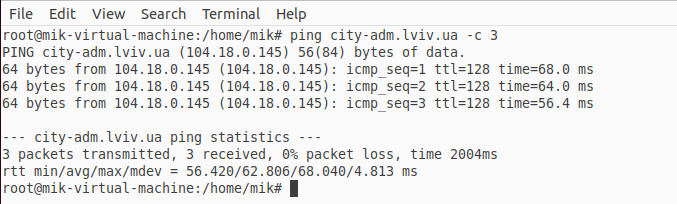 File Edit View Search Terminal Help
root@mik-virtual-machine:/home/mik# ping city-adm.lviv.ua -c 3
PING city-adm.lviv.ua (104.18.0.145) 56(84) bytes of data.
64 bytes from 104.18.0.145 (104.18.0.145): icmp_seq=1 ttl=128 time=68.0 ms
64 bytes from 104.18.0.145 (104.18.0.145): icmp_seq=2 ttl=128 time=64.0 ms
64 bytes from 104.18.0.145 (104.18.0.145): icmp_seq=3 ttl=128 time=56.4 ms

--- city-adm.lviv.ua ping statistics ---
3 packets transmitted, 3 received, 0% packet loss, time 2004ms
rtt min/avg/max/mdev = 56.420/62.806/68.040/4.813 ms
root@mik-virtual-machine:/home/mik#